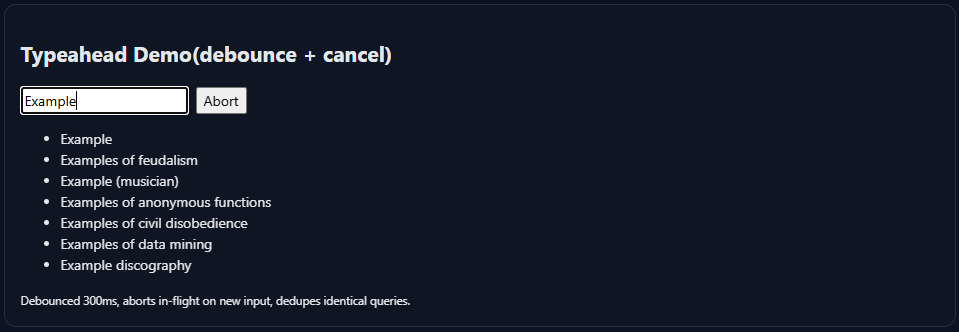 Typeahead Demo(debounce + cancel)
Example Abort
Example
Examples of feudalism
Example (musician)
Examples of anonymous functions
Examples of civil disobedience
Examples of data mining
Example discography
Debounced 300ms, aborts in-flight on new input, dedupes identical queries.